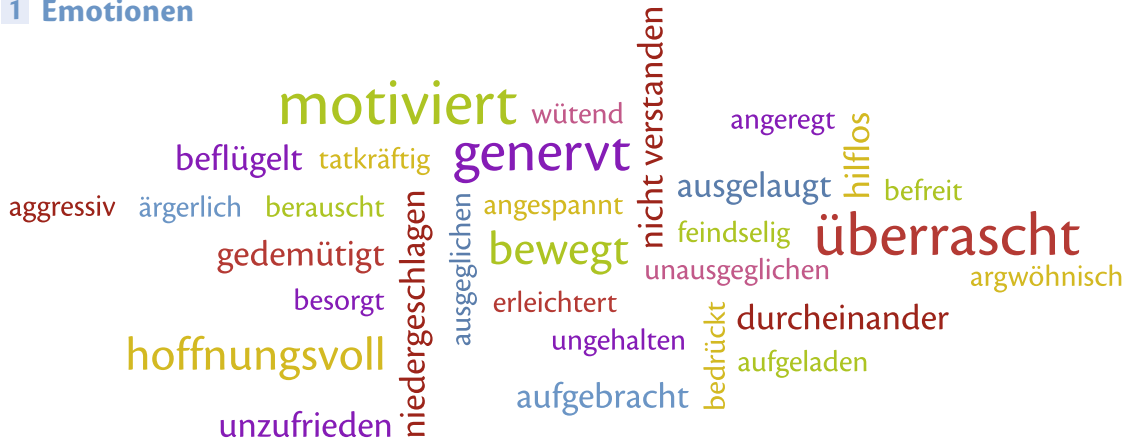 1 Emotionen
nicht verstanden
motiviert
wütend
angeregt
hilflos
beflügelt
tatkräftig
genervt
ausgelaugt
befreit
aggressiv
ärgerlich
berauscht
niedergeschlagen
ausgeglichen
angespannt
feindselig
überrascht
gedemütigt
bewegt
unausgeglichen
argwöhnisch
besorgt
erleichtert
bedrückt
durcheinander
hoffnungsvoll
ungehalten
aufgeladen
aufgebracht
unzufrieden